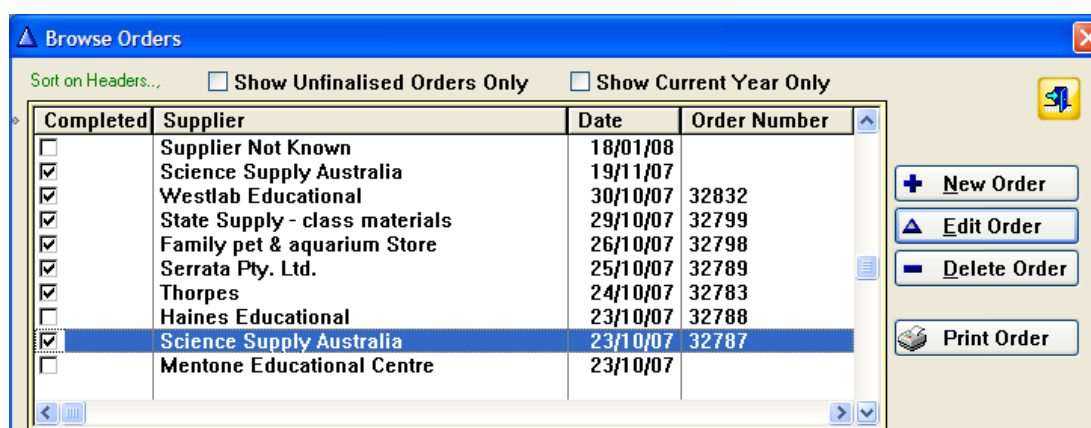 Browse Orders
Sort on Headers.., Show Unfinalised Orders Only Show Current Year Only
Completed Supplier Date Order Number
Supplier Not Known 18/01/08
Science Supply Australia 19/11/07
Westlab Educational 30/10/07 32832
State Supply - class materials 29/10/07 32799
Family pet & aquarium Store 26/10/07 32798
Serrata Pty. Ltd. 25/10/07 32789
Thorpes 24/10/07 32783
Haines Educational 23/10/07 32788
Science Supply Australia 23/10/07 32787
Mentone Educational Centre 23/10/07
New Order
Edit Order
Delete Order
Print Order